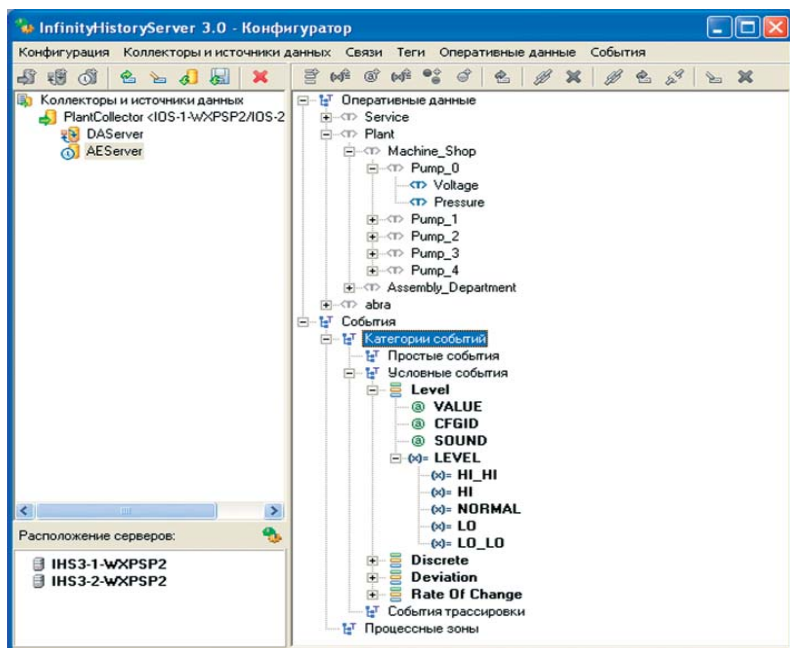 InfinityHistoryServer 3.0 - Конфигуратор
Конфигурация Коллекторы и источники данных Связи Теги Оперативные данные События
Коллекторы и источники данных
PlantCollector <IOS-1-WXPSP2/IOS-2
DAServer
AEServer
Расположение серверов:
IHS3-1-WXPSP2
IHS3-2-WXPSP2
Оперативные данные
Service
Plant
Machine_Shop
Pump_0
Voltage
Pressure
Pump_1
Pump_2
Pump_3
Pump_4
Assembly_Department
abra
События
Категории событий
Простые события
Условные события
Level
VALUE
CFGID
SOUND
LEVEL
HI_HI
HI
NORMAL
LO
LO_LO
Discrete
Deviation
Rate Of Change
События трассировки
Процессные зоны